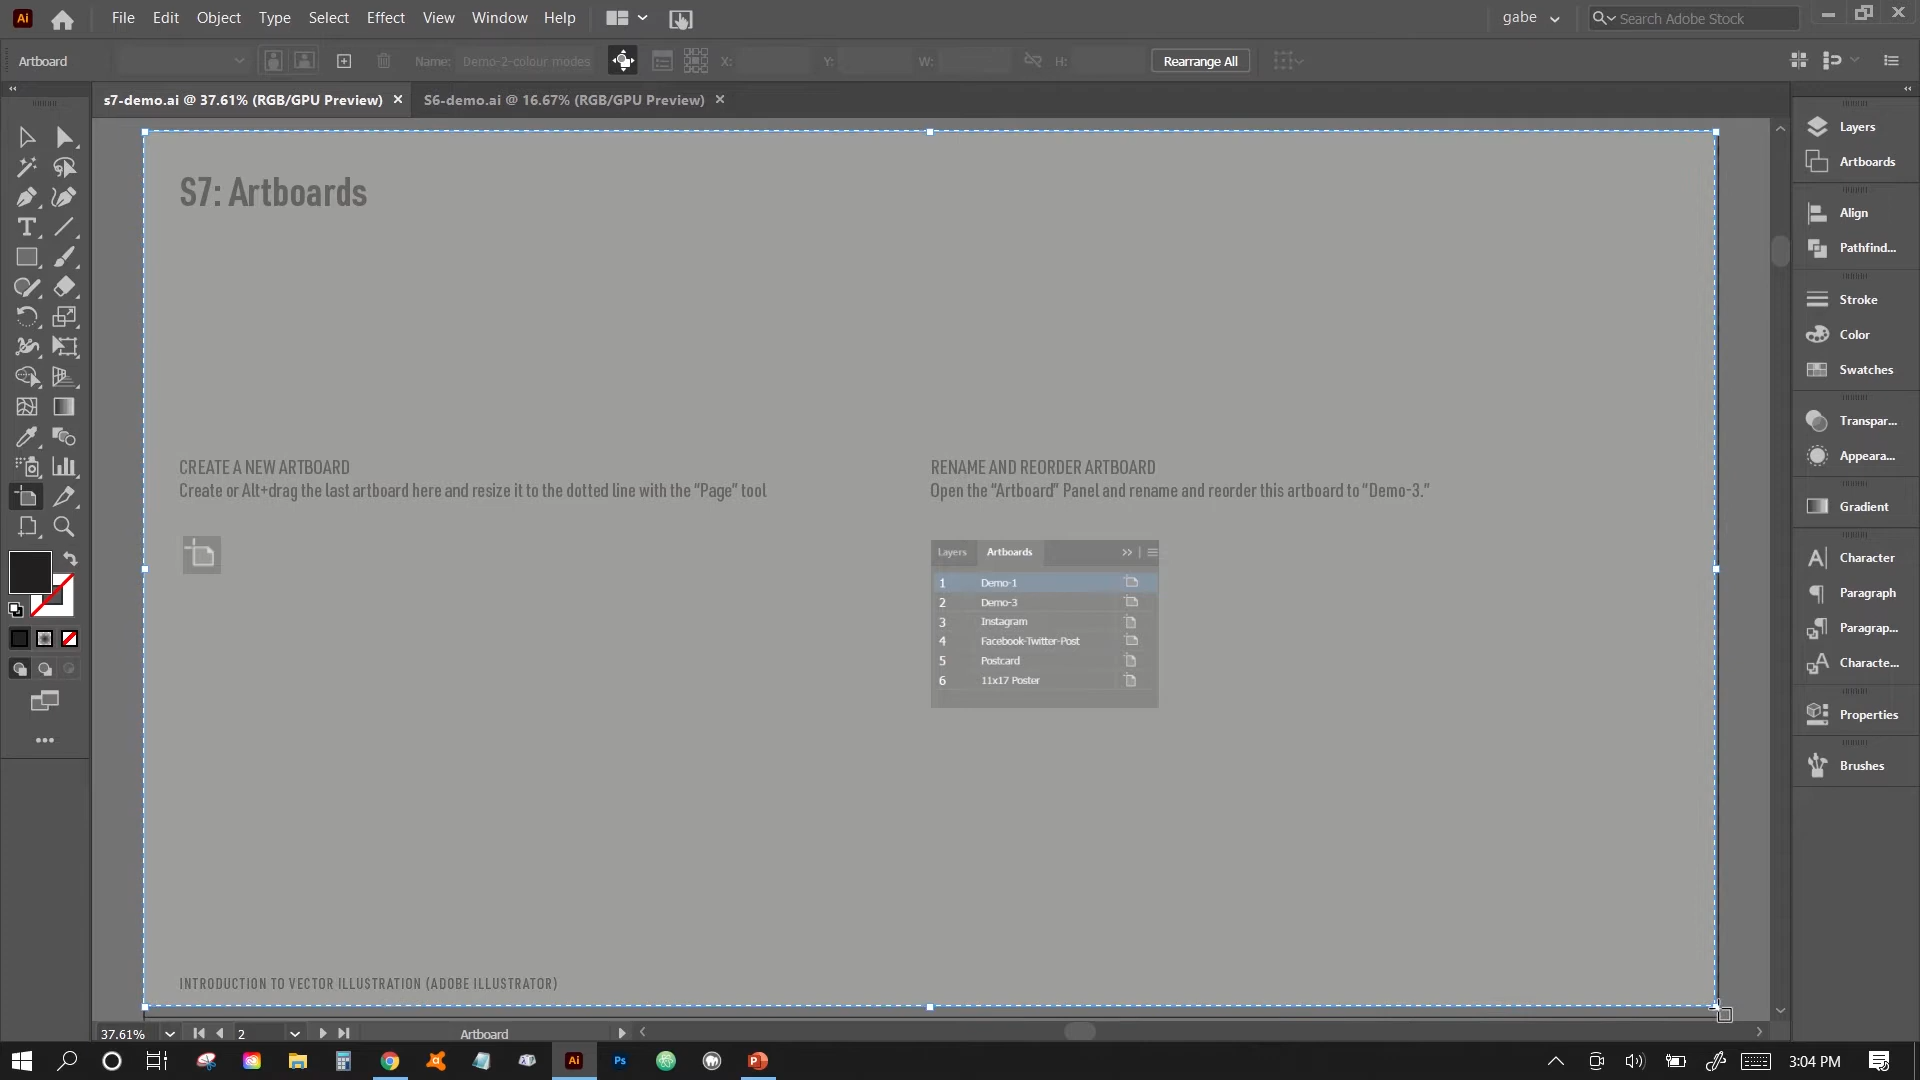 Ai File Edit Object Type Select Effect View Window Help gabe Search Adobe Stock
Artboard Name: Demo-2-colour modes X: Y: W: H: Rearrange All
s7-demo.ai @ 37.61% (RGB/GPU Preview) S6-demo.ai @ 16.67% (RGB/GPU Preview)
S7: Artboards
CREATE A NEW ARTBOARD
Create or Alt+drag the last artboard here and resize it to the dotted line with the “Page” tool
RENAME AND REORDER ARTBOARD
Open the “Artboard” Panel and rename and reorder this artboard to “Demo-3.”
Layers Artboards
1 Demo-1
2 Demo-3
3 Instagram
4 Facebook-Twitter-Post
5 Postcard
6 11x17 Poster
INTRODUCTION TO VECTOR ILLUSTRATION (ADOBE ILLUSTRATOR)
Layers
Artboards
Align
Pathfind...
Stroke
Color
Swatches
Transpar...
Appeara...
Gradient
Character
Paragraph
Paragrap...
Characte...
Properties
Brushes
37.61% 2 Artboard
Ai Ps P 3:04 PM